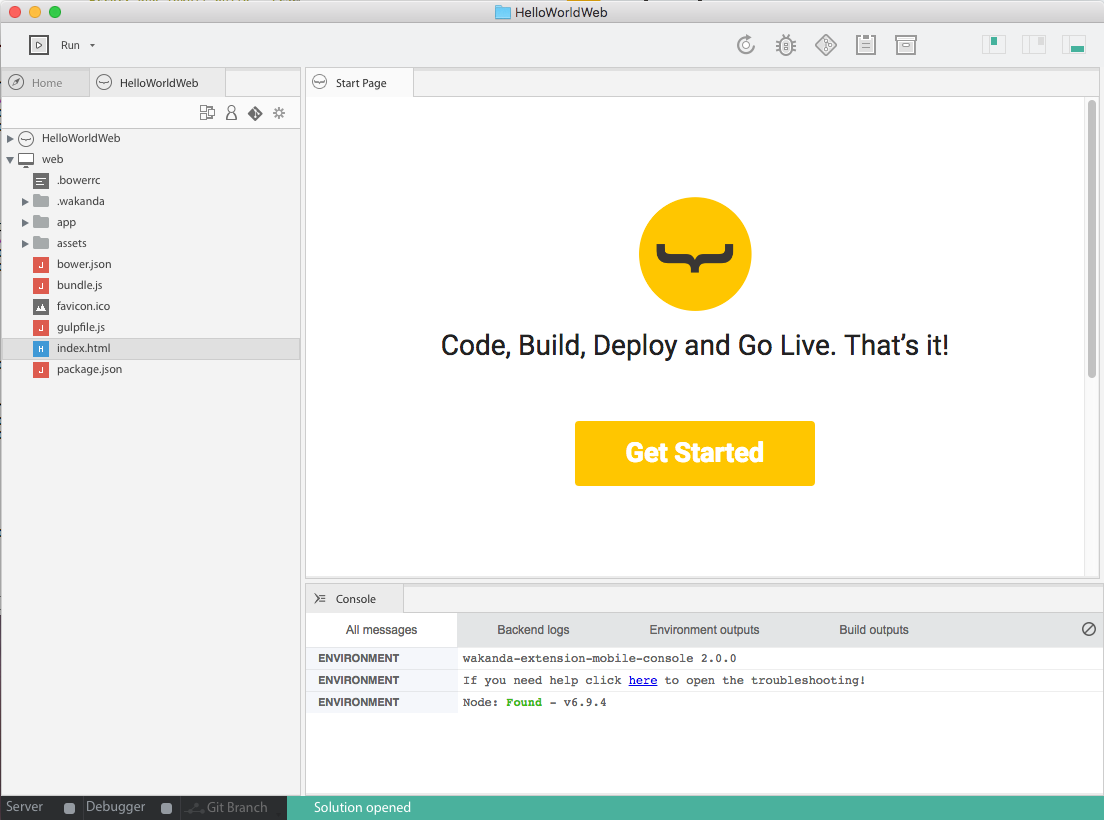 HelloWorldWeb
Run
Home
HelloWorldWeb
Start Page
HelloWorldWeb
web
.bowerrc
.wakanda
app
assets
J bower.json
J bundle.js
favicon.ico
J gulpfile.js
H index.html
J package.json
Code, Build, Deploy and Go Live. That’s it!
Get Started
Console
All messages Backend logs Environment outputs Build outputs
ENVIRONMENT wakanda-extension-mobile-console 2.0.0
ENVIRONMENT If you need help click here to open the troubleshooting!
ENVIRONMENT Node: Found - v6.9.4
Server Debugger Git Branch Solution opened